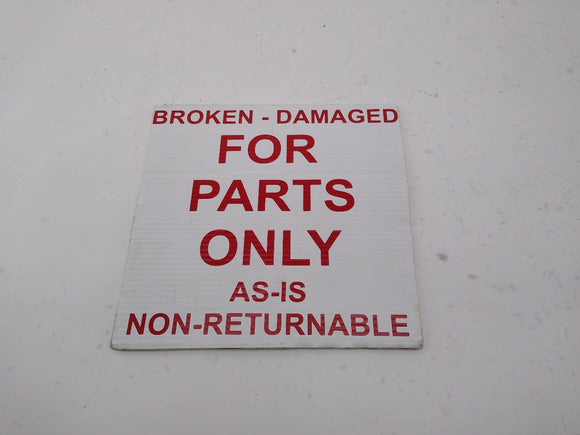 BROKEN - DAMAGED
FOR
PARTS
ONLY
AS-IS
NON-RETURNABLE